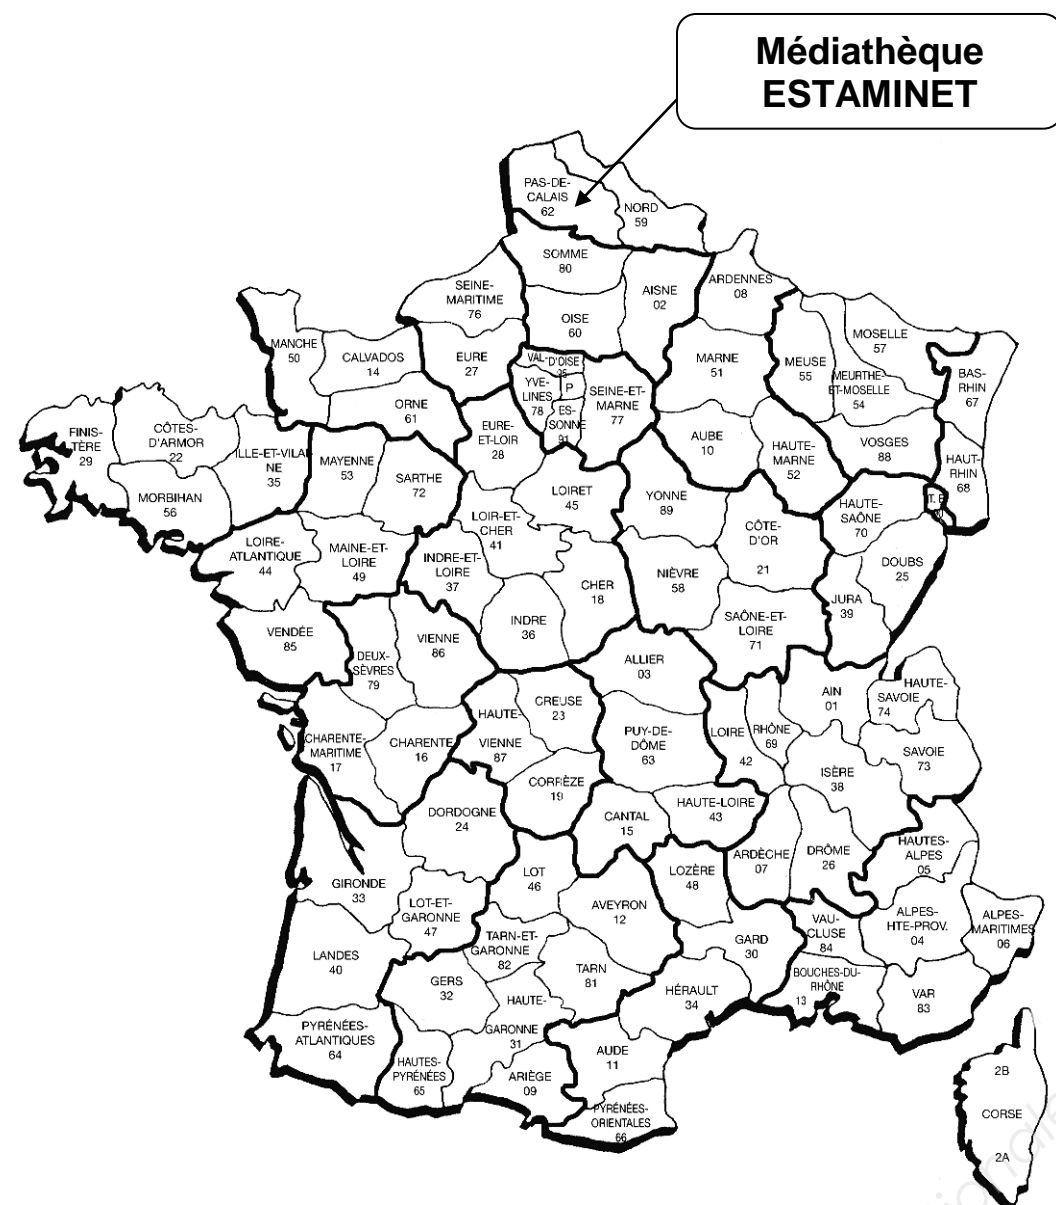 Médiathèque
ESTAMINET
PAS-DE-
CALAIS
62
NORD
59
SOMME
80
SEINE-
MARITIME
76
OISE
60
AISNE
02
ARDENNES
08
MANCHE
50
CALVADOS
14
EURE
27
VAL-D'OISE
95
MARNE
51
MEUSE
55
MOSELLE
57
MEURTHE-
ET-MOSELLE
54
BAS-
RHIN
67
ORNE
61
YVE-
LINES
78
P
ES-
SONNE
91
SEINE-ET-
MARNE
77
FINIS-
TÈRE
29
CÔTES-
D'ARMOR
22
ILLE-ET-VILAI-
NE
35
MORBIHAN
56
MAYENNE
53
SARTHE
72
EURE-
ET-LOIR
28
LOIRET
45
AUBE
10
HAUTE-
MARNE
52
VOSGES
88
HAUT-
RHIN
68
YONNE
89
CÔTE-
D'OR
21
HAUTE-
SAÔNE
70
T. B
DOUBS
25
LOIRE-
ATLANTIQUE
44
MAINE-ET-
LOIRE
49
LOIR-ET-
CHER
41
INDRE-ET-
LOIRE
37
CHER
18
NIÈVRE
58
JURA
39
VENDÉE
85
DEUX-
SÈVRES
79
VIENNE
86
INDRE
36
SAÔNE-ET-
LOIRE
71
ALLIER
03
AIN
01
HAUTE-
SAVOIE
74
CHARENTE-
MARITIME
17
CHARENTE
16
HAUTE-
VIENNE
87
CREUSE
23
PUY-DE-
DÔME
63
LOIRE
42
RHÔNE
69
ISÈRE
38
SAVOIE
73
CORRÈZE
19
DORDOGNE
24
CANTAL
15
HAUTE-LOIRE
43
ARDÈCHE
07
DRÔME
26
HAUTES-
ALPES
05
GIRONDE
33
LOT-ET-
GARONNE
47
LOT
46
AVEYRON
12
LOZÈRE
48
GARD
30
VAU-
CLUSE
84
ALPES-
HTE-PROV.
04
ALPES-
MARITIMES
06
LANDES
40
GERS
32
TARN-ET-
GARONNE
82
TARN
81
HÉRAULT
34
BOUCHES-DU-
RHÔNE
13
VAR
83
PYRÉNÉES-
ATLANTIQUES
64
HAUTES-
PYRÉNÉES
65
HAUTE-
GARONNE
31
ARIÈGE
09
AUDE
11
PYRÉNÉES-
ORIENTALES
66
2B
CORSE
2A